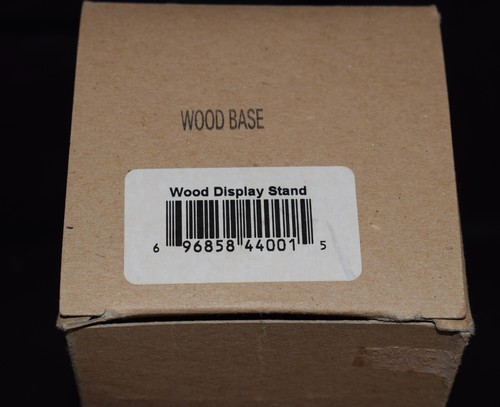 WOOD BASE
Wood Display Stand
6 96858 44001 5